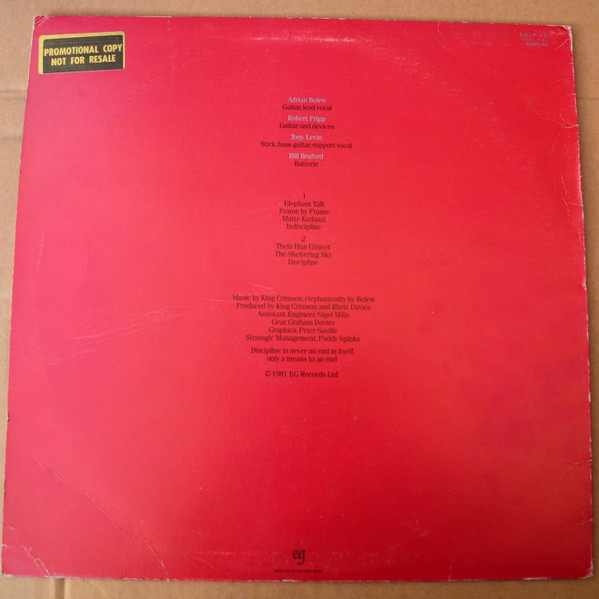 PROMOTIONAL COPY
NOT FOR RESALE
Adrian Belew
Guitar, lead vocal
Robert Fripp
Guitar and devices
Tony Levin
Stick, bass guitar, support vocal
Bill Bruford
Batterie
1
Elephant Talk
Frame by Frame
Matte Kudasai
Indiscipline
2
Thela Hun Ginjeet
The Sheltering Sky
Discipline
Music by King Crimson, elephantosity by Belew
Produced by King Crimson and Rhett Davies
Assistant Engineer, Nigel Mills
Gear, Graham Davies
Graphics, Peter Saville
Strategic Management, Paddy Spinks
Discipline is never an end in itself,
only a means to an end
© 1981 EG Records Ltd
eg